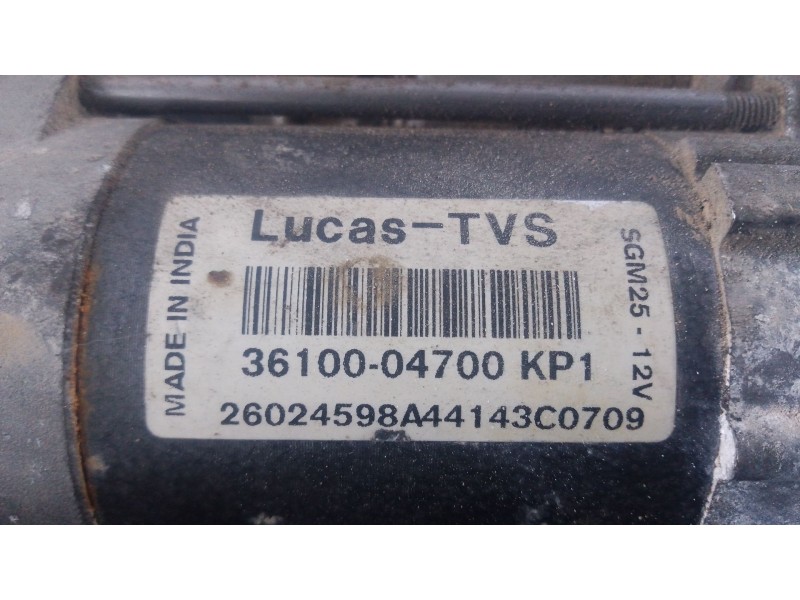 Lucas-TVS
36100-04700 KP1
26024598A44143C0709
MADE IN INDIA
SGM25 - 12V